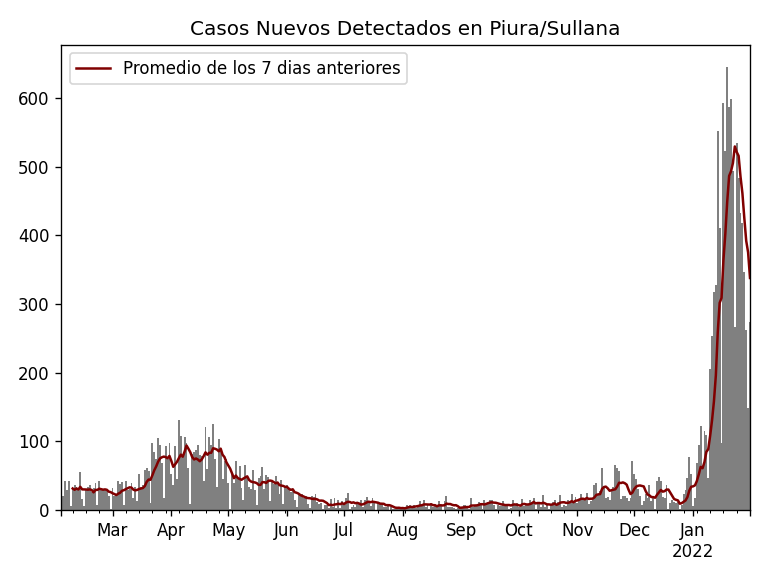 Casos Nuevos Detectados en Piura/Sullana
Promedio de los 7 dias anteriores
600
500
400
300
200
100
0
Mar Apr May Jun Jul Aug Sep Oct Nov Dec Jan
2022